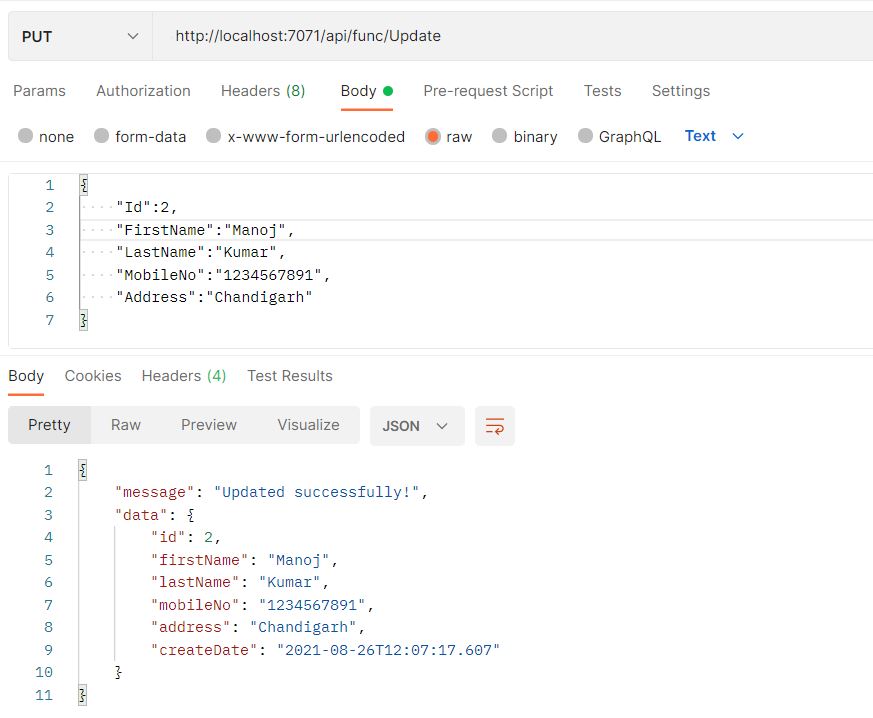 PUT http://localhost:7071/api/func/Update
Params Authorization Headers (8) Body Pre-request Script Tests Settings
none form-data x-www-form-urlencoded raw binary GraphQL Text
1 {
2 "Id":2,
3 "FirstName":"Manoj",
4 "LastName":"Kumar",
5 "MobileNo":"1234567891",
6 "Address":"Chandigarh"
7 }
Body Cookies Headers (4) Test Results
Pretty Raw Preview Visualize JSON
1 {
2 "message": "Updated successfully!",
3 "data": {
4 "id": 2,
5 "firstName": "Manoj",
6 "lastName": "Kumar",
7 "mobileNo": "1234567891",
8 "address": "Chandigarh",
9 "createDate": "2021-08-26T12:07:17.607"
10 }
11 }